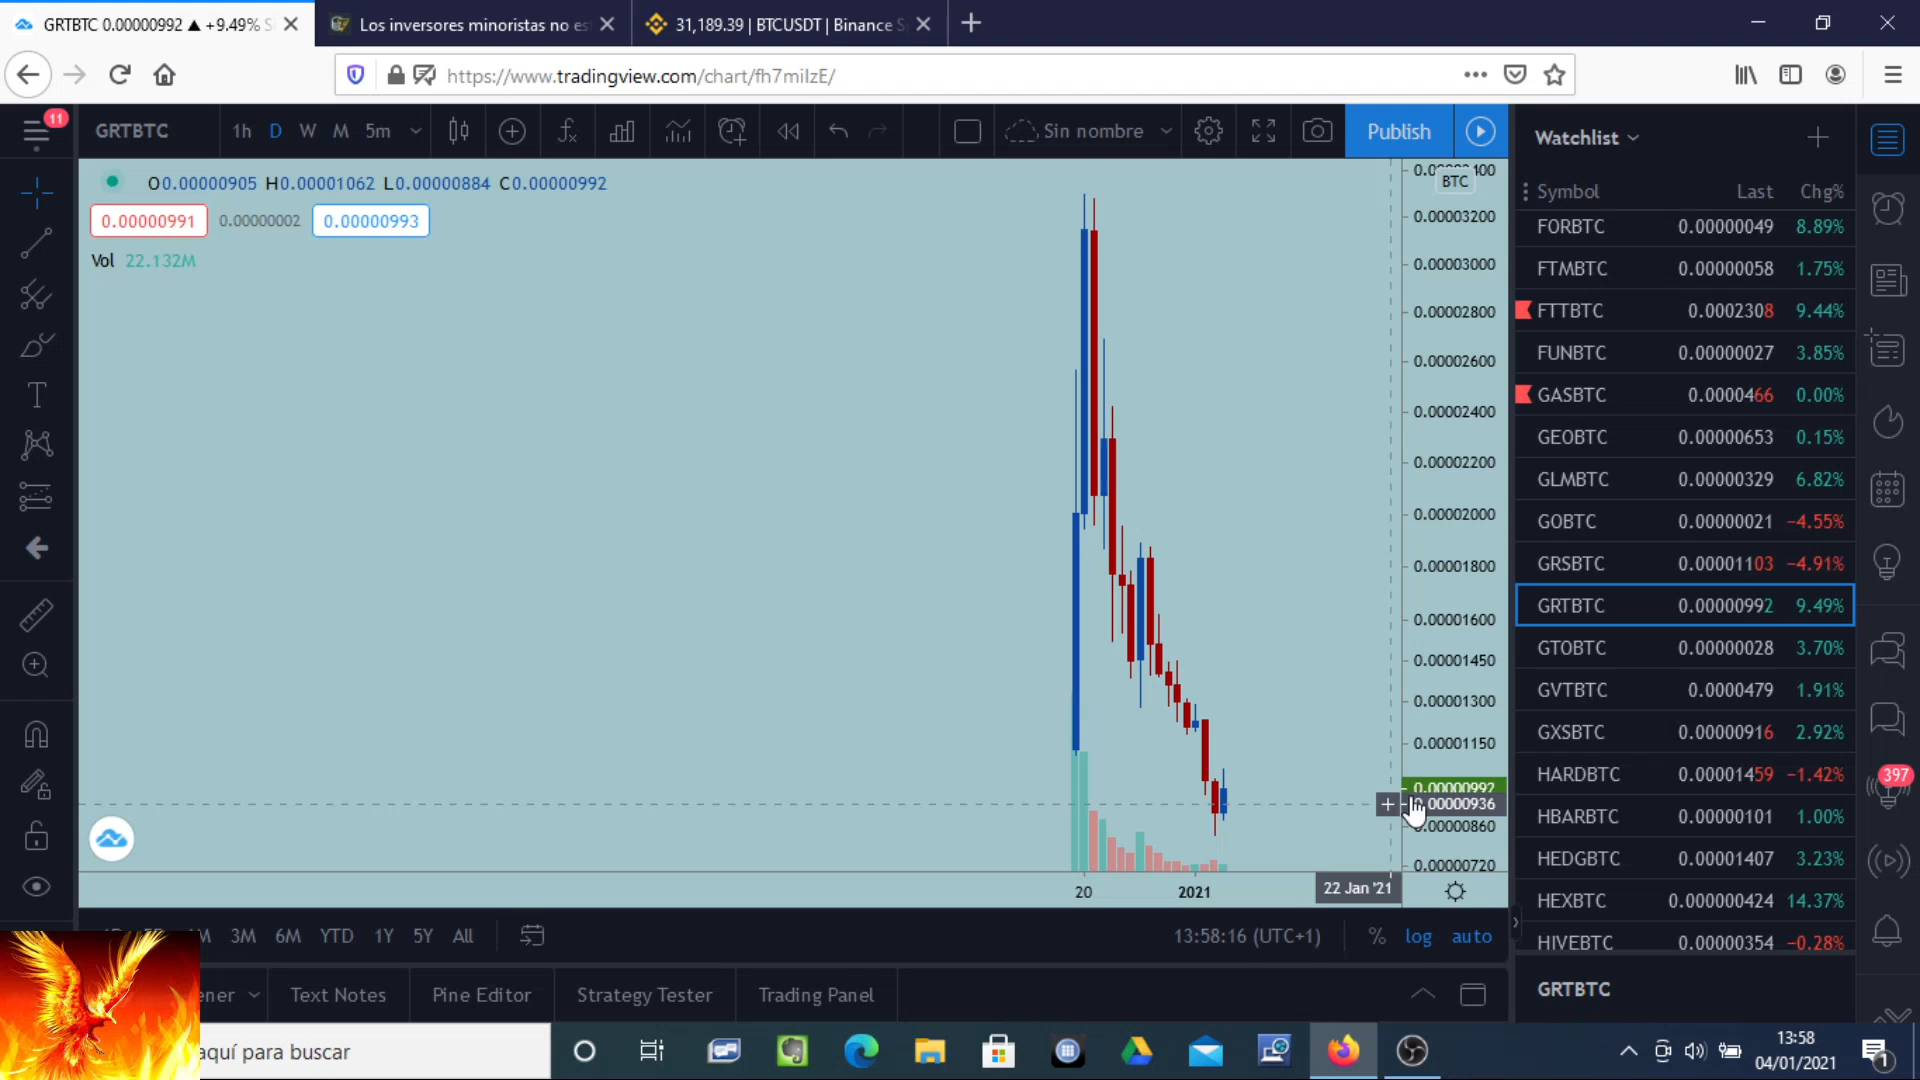 GRTBTC 0.00000992 ▲ +9.49% S
Los inversores minoristas no es
31,189.39 | BTCUSDT | Binance S
https://www.tradingview.com/chart/fh7miIzE/
11
GRTBTC
1h D W M 5m
Sin nombre
Publish
Watchlist
O0.00000905 H0.00001062 L0.00000884 C0.00000992
0.00000991 0.00000002 0.00000993
Vol 22.132M
BTC
0.00003200
0.00003000
0.00002800
0.00002600
0.00002400
0.00002200
0.00002000
0.00001800
0.00001600
0.00001450
0.00001300
0.00001150
0.00000992
0.00000936
0.00000860
0.00000720
20 2021 22 Jan '21
Symbol Last Chg%
FORBTC 0.00000049 8.89%
FTMBTC 0.00000058 1.75%
FTTBTC 0.0002308 9.44%
FUNBTC 0.00000027 3.85%
GASBTC 0.0000466 0.00%
GEOBTC 0.00000653 0.15%
GLMBTC 0.00000329 6.82%
GOBTC 0.00000021 −4.55%
GRSBTC 0.00001103 −4.91%
GRTBTC 0.00000992 9.49%
GTOBTC 0.00000028 3.70%
GVTBTC 0.0000479 1.91%
GXSBTC 0.00000916 2.92%
HARDBTC 0.00001459 −1.42%
HBARBTC 0.00000101 1.00%
HEDGBTC 0.00001407 3.23%
HEXBTC 0.000000424 14.37%
HIVEBTC 0.00000354 −0.28%
397
GRTBTC
3M 6M YTD 1Y 5Y All
13:58:16 (UTC+1) % log auto
ener Text Notes Pine Editor Strategy Tester Trading Panel
aquí para buscar
13:58
04/01/2021
1